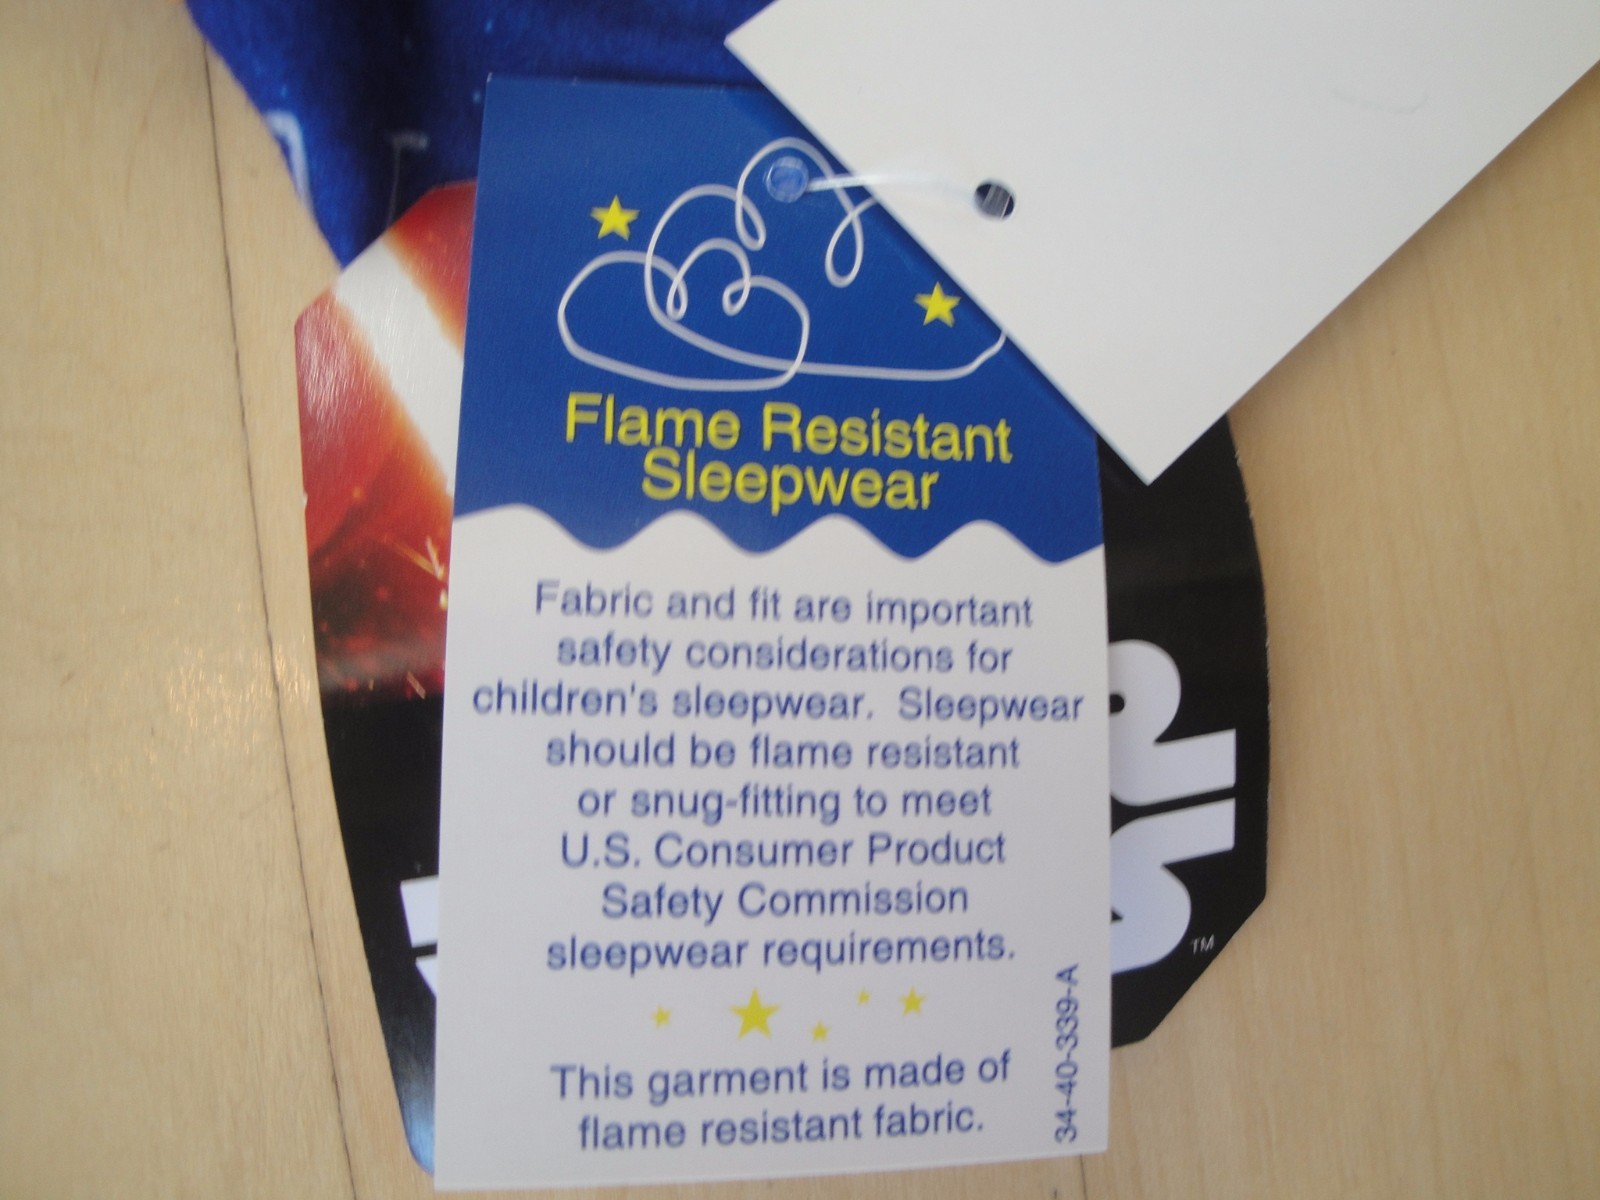 Flame Resistant
Sleepwear
Fabric and fit are important
safety considerations for
children's sleepwear. Sleepwear
should be flame resistant
or snug-fitting to meet
U.S. Consumer Product
Safety Commission
sleepwear requirements.
This garment is made of
flame resistant fabric.
34-40-339-A
TM